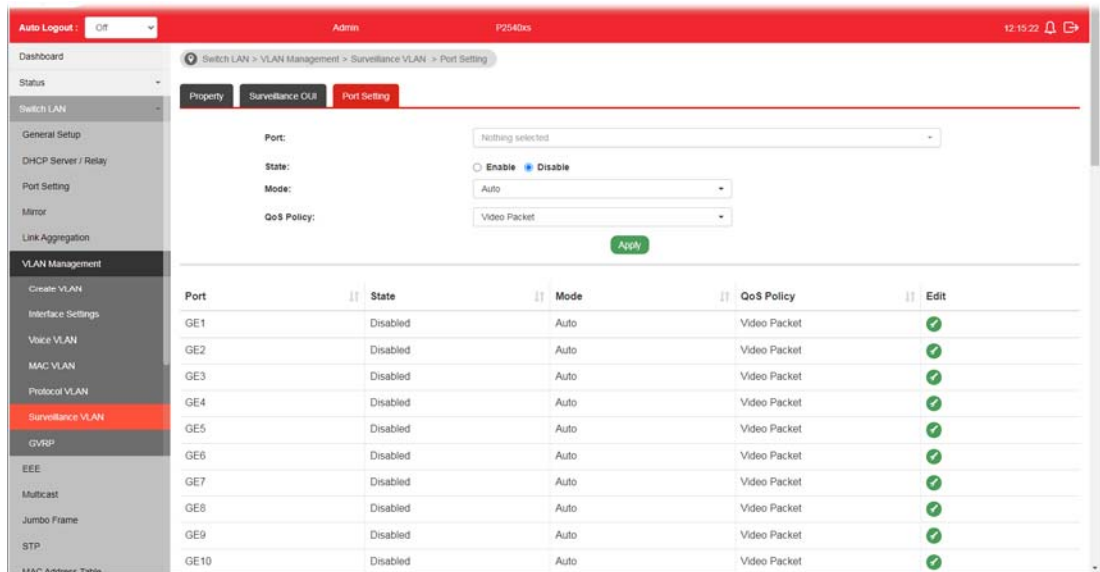 Auto Logout : Off Admin P2540xs 12:15:22
Dashboard
Status
Switch LAN
General Setup
DHCP Server / Relay
Port Setting
Mirror
Link Aggregation
VLAN Management
Create VLAN
Interface Settings
Voice VLAN
MAC VLAN
Protocol VLAN
Surveillance VLAN
GVRP
EEE
Multicast
Jumbo Frame
STP
MAC Address Table
Switch LAN > VLAN Management > Surveillance VLAN > Port Setting
Property Surveillance OUI Port Setting
Port: Nothing selected
State: Enable Disable
Mode: Auto
QoS Policy: Video Packet
Apply
Port State Mode QoS Policy Edit
GE1 Disabled Auto Video Packet
GE2 Disabled Auto Video Packet
GE3 Disabled Auto Video Packet
GE4 Disabled Auto Video Packet
GE5 Disabled Auto Video Packet
GE6 Disabled Auto Video Packet
GE7 Disabled Auto Video Packet
GE8 Disabled Auto Video Packet
GE9 Disabled Auto Video Packet
GE10 Disabled Auto Video Packet